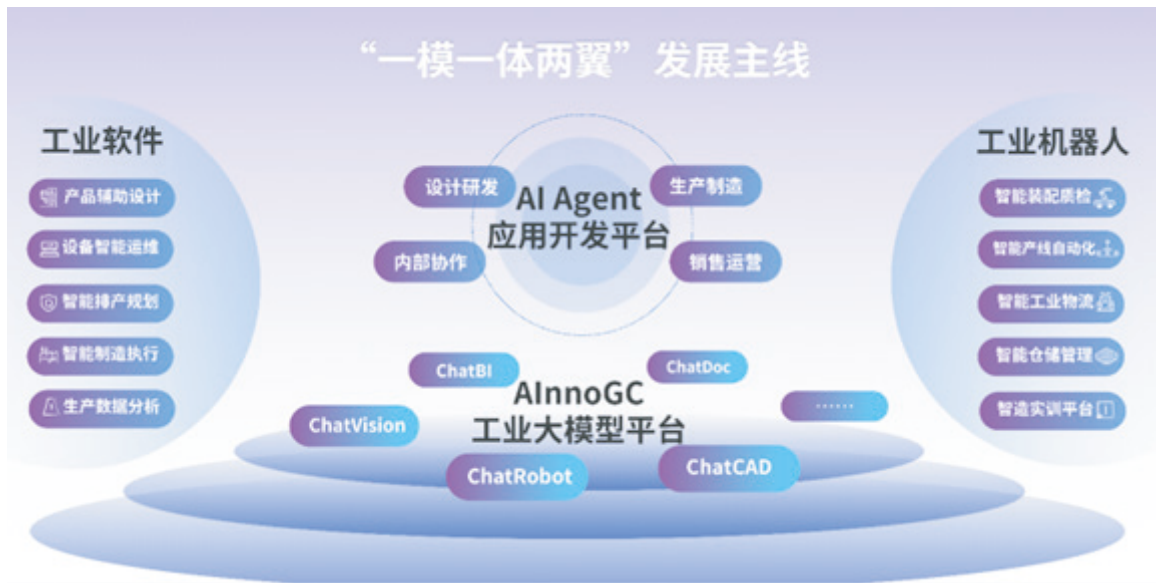 “一模一体两翼”发展主线
工业软件
产品辅助设计
设备智能运维
智能排产规划
智能制造执行
生产数据分析
设计研发
生产制造
AI Agent
应用开发平台
内部协作
销售运营
ChatBI
ChatDoc
AInnoGC
工业大模型平台
ChatVision
......
ChatRobot
ChatCAD
工业机器人
智能装配质检
智能产线自动化
智能工业物流
智能仓储管理
智造实训平台